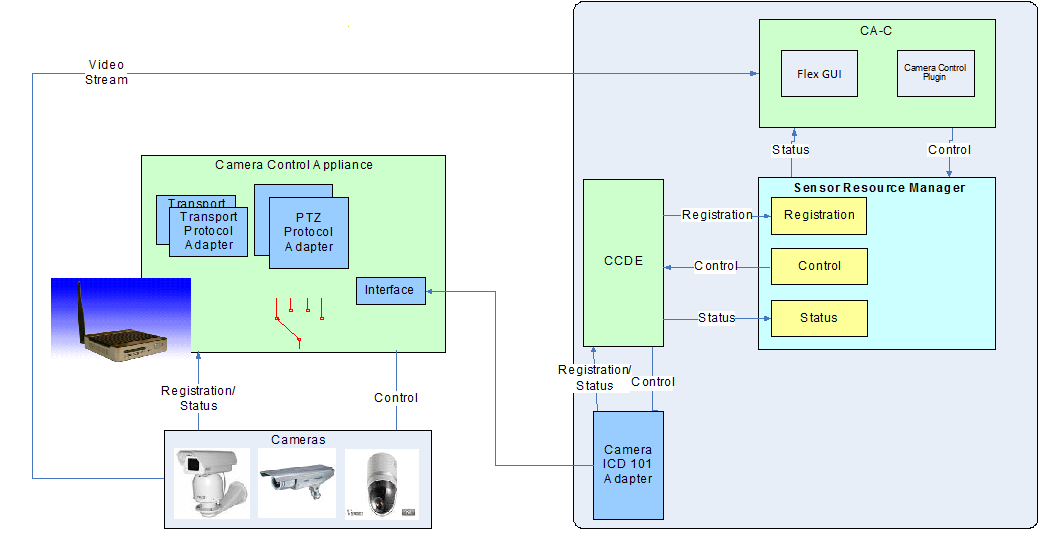 Video
Stream
CA-C
Flex GUI
Camera Control
Plugin
Status
Control
Camera Control Appliance
Transport
Transport
Protocol
Adapter
PTZ
Protocol
Adapter
Interface
CCDE
Sensor Resource Manager
Registration
Registration
Control
Control
Status
Status
Registration/
Status
Control
Registration/
Status
Control
Cameras
Camera
ICD 101
Adapter